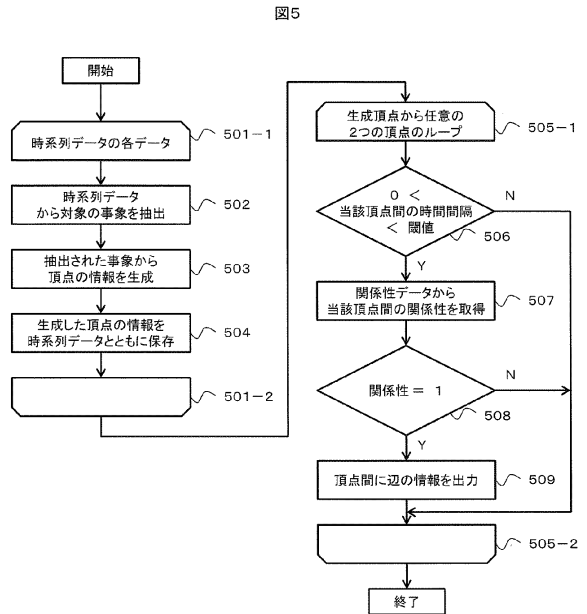 図5
開始
時系列データの各データ
501-1
時系列データ
から対象の事象を抽出
502
抽出された事象から
頂点の情報を生成
503
生成した頂点の情報を
時系列データとともに保存
504
501-2
生成頂点から任意の
2つの頂点のループ
505-1
0 <
当該頂点間の時間間隔
< 閾値
N
506
Y
関係性データから
当該頂点間の関係性を取得
507
関係性 = 1
N
508
Y
頂点間に辺の情報を出力
509
505-2
終了